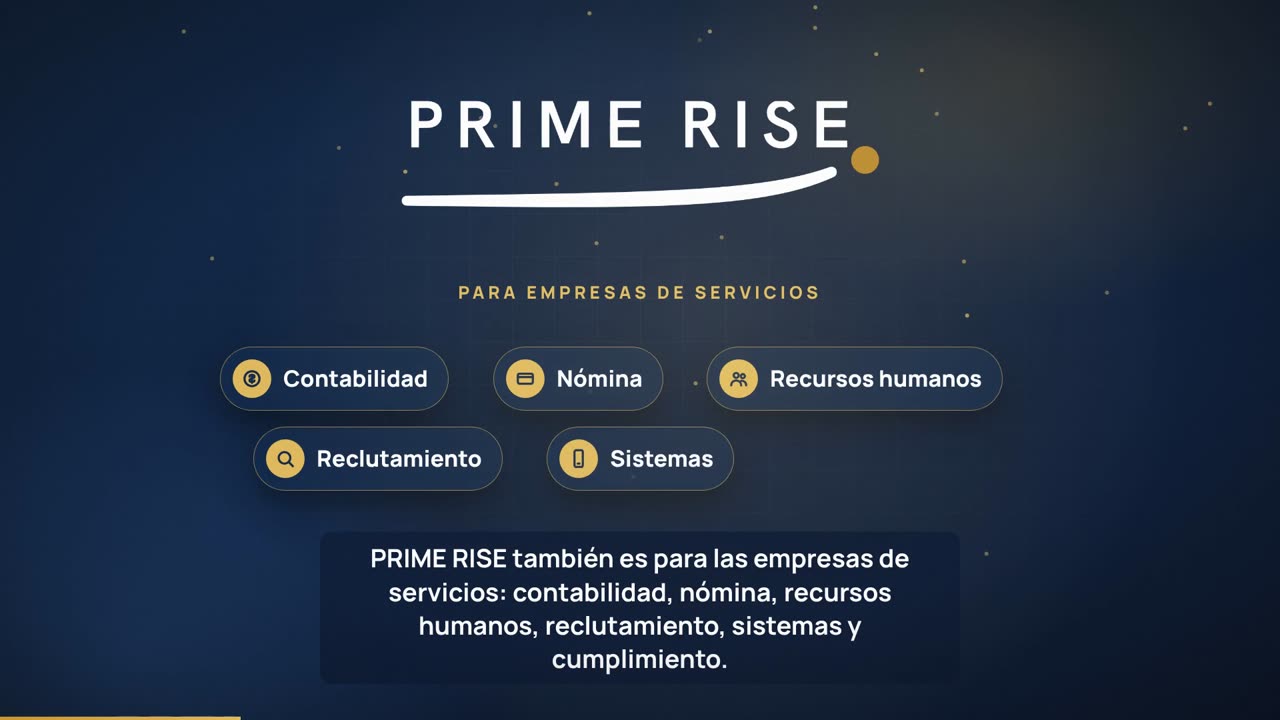 PRIME RISE
PARA EMPRESAS DE SERVICIOS
Contabilidad
Nómina
Recursos humanos
Reclutamiento
Sistemas
PRIME RISE también es para las empresas de
servicios: contabilidad, nómina, recursos
humanos, reclutamiento, sistemas y
cumplimiento.